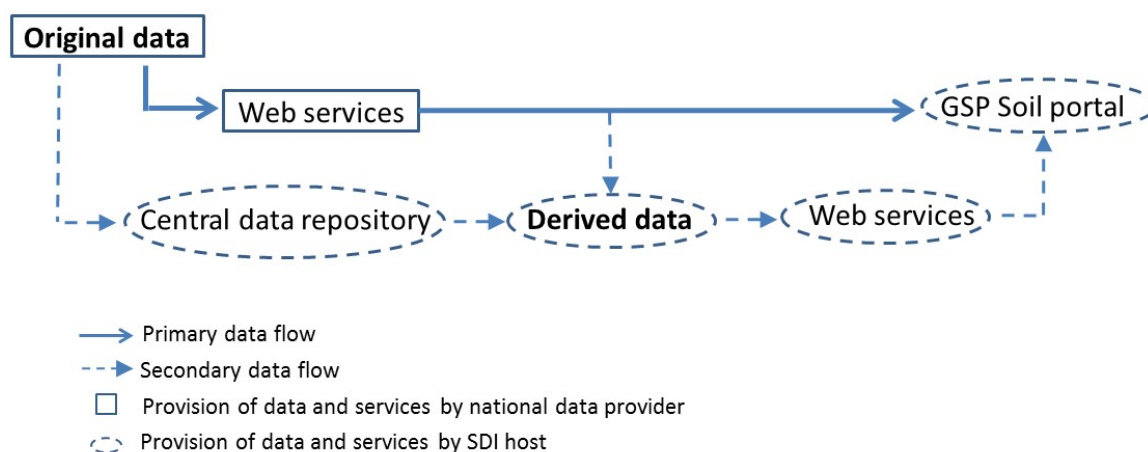 Original data
Web services
GSP Soil portal
Central data repository
Derived data
Web services
Primary data flow
Secondary data flow
Provision of data and services by national data provider
Provision of data and services by SDI host